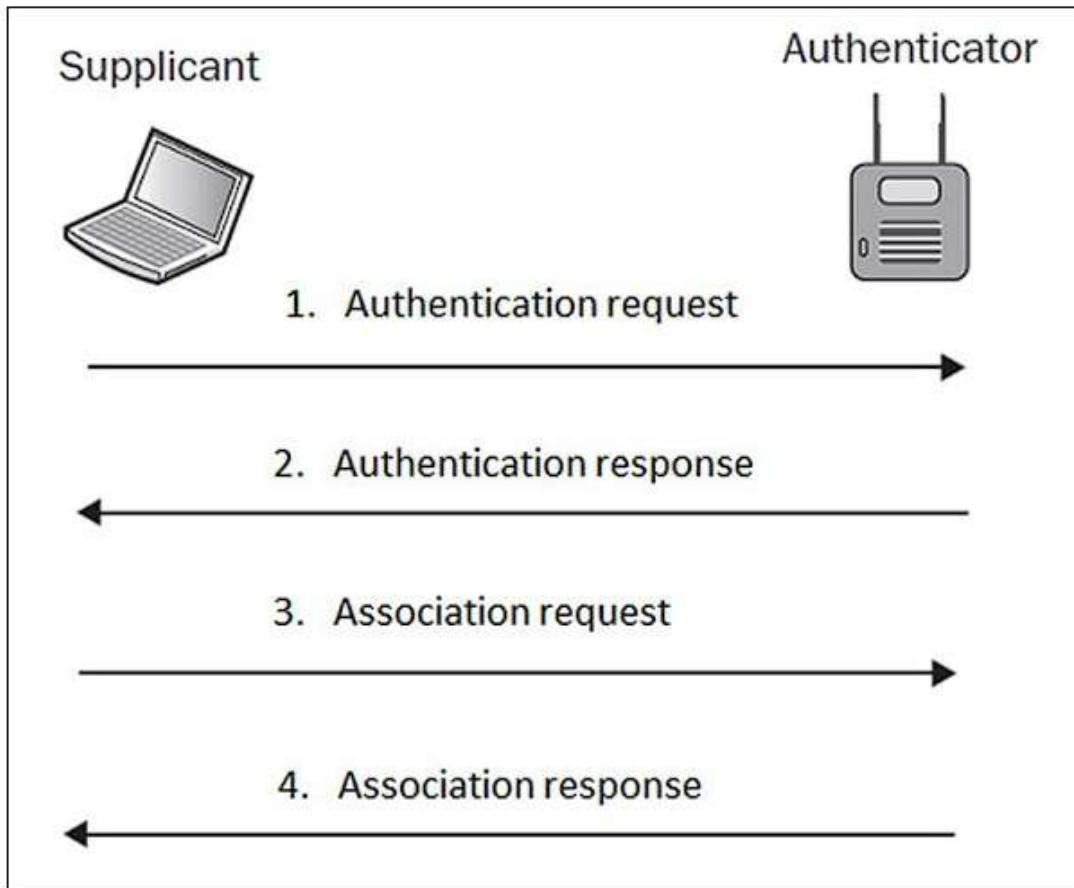 Supplicant
Authenticator
1. Authentication request
2. Authentication response
3. Association request
4. Association response